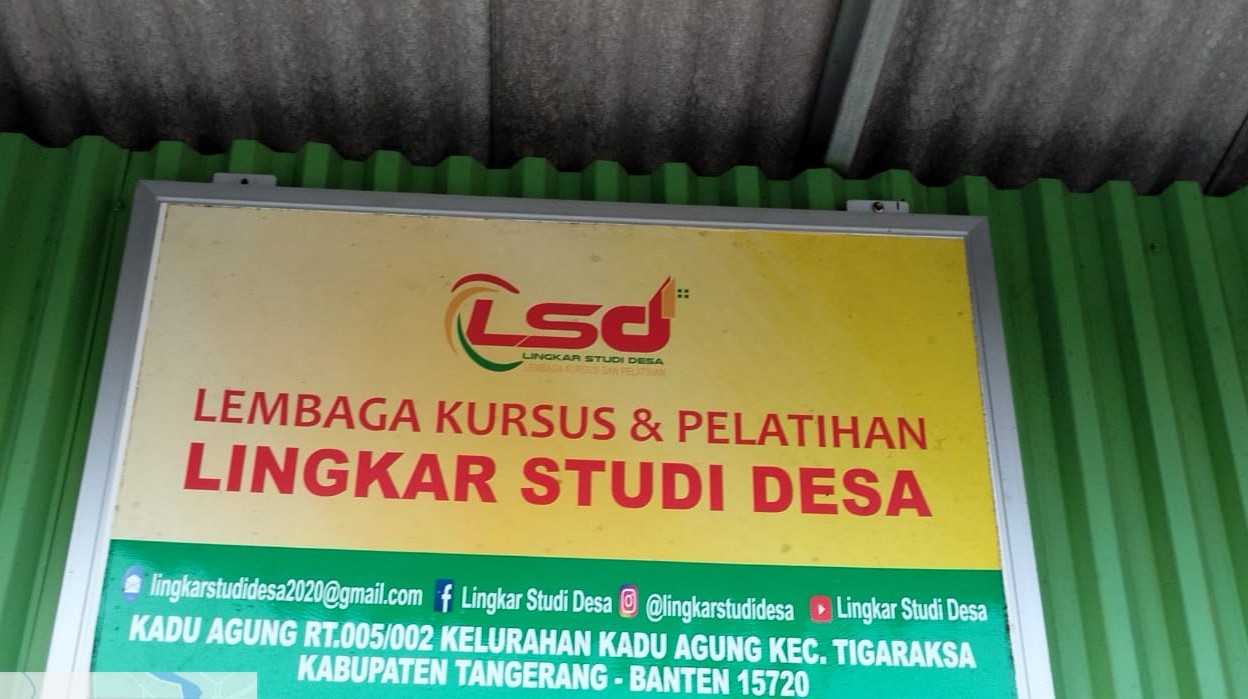 LSD
LINGKAR STUDI DESA
LEMBAGA KURSUS DAN PELATIHAN
LEMBAGA KURSUS & PELATIHAN
LINGKAR STUDI DESA
lingkarstudidesa2020@gmail.com Lingkar Studi Desa @lingkarstudidesa Lingkar Studi Desa
KADU AGUNG RT.005/002 KELURAHAN KADU AGUNG KEC. TIGARAKSA
KABUPATEN TANGERANG - BANTEN 15720